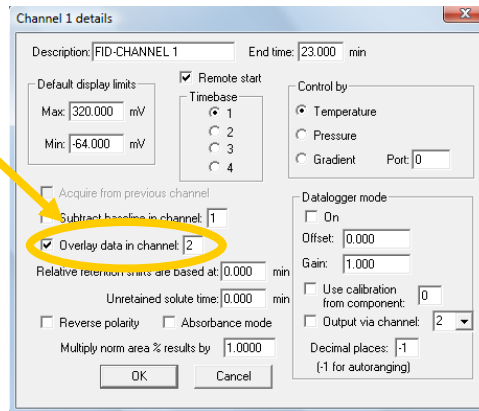 Channel 1 details
Description: FID-CHANNEL 1 End time: 23.000 min
Default display limits
Max: 320.000 mV
Min: -64.000 mV
Remote start
Timebase
1
2
3
4
Control by
Temperature
Pressure
Gradient Port: 0
Acquire from previous channel
Subtract baseline in channel: 1
Overlay data in channel: 2
Relative retention shifts are based at: 0.000 min
Unretained solute time: 0.000 min
Reverse polarity Absorbance mode
Multiply norm area % results by 1.0000
OK Cancel
Datalogger mode
On
Offset: 0.000
Gain: 1.000
Use calibration
from component: 0
Output via channel: 2
Decimal places: -1
(-1 for autoranging)